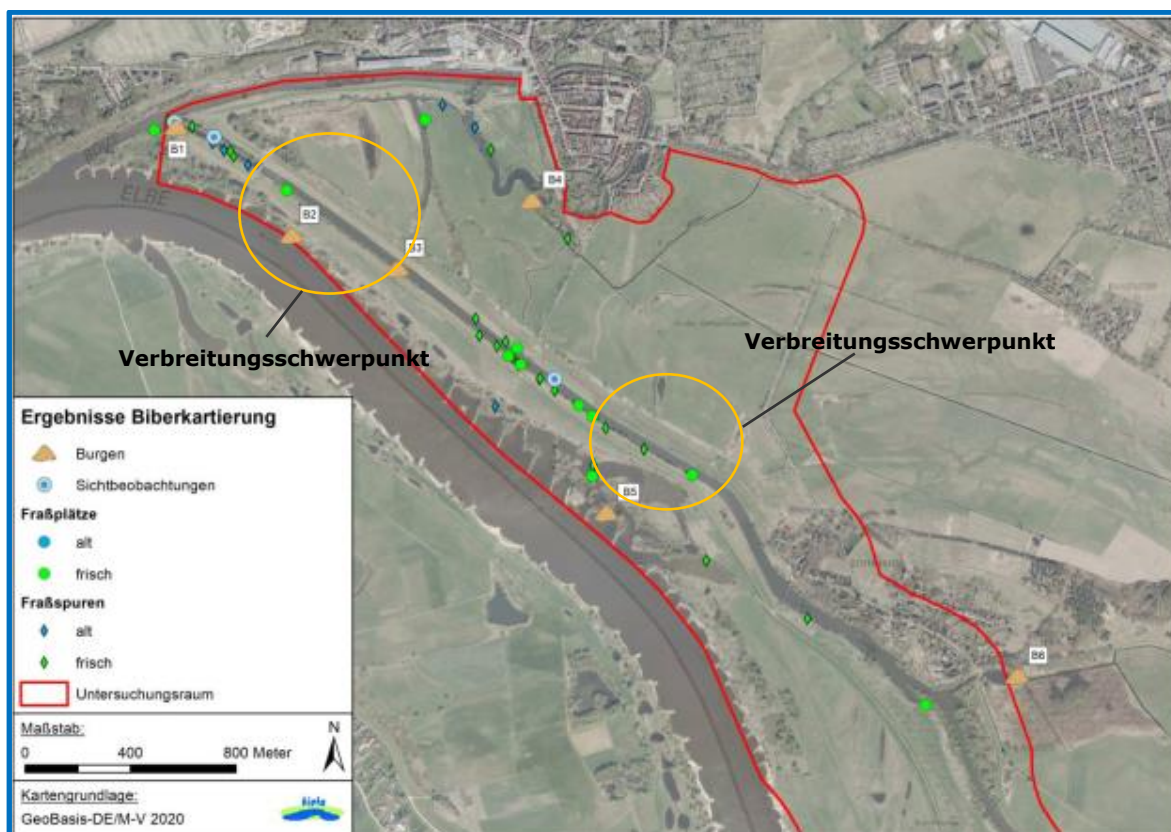 B1
ELBE
B4
B2
B3
Verbreitungsschwerpunkt
Verbreitungsschwerpunkt
B5
B6
Ergebnisse Biberkartierung
Burgen
Sichtbeobachtungen
Fraßplätze
alt
frisch
Fraßspuren
alt
frisch
Untersuchungsraum
Maßstab:
0 400 800 Meter
N
Kartengrundlage:
GeoBasis-DE/M-V 2020